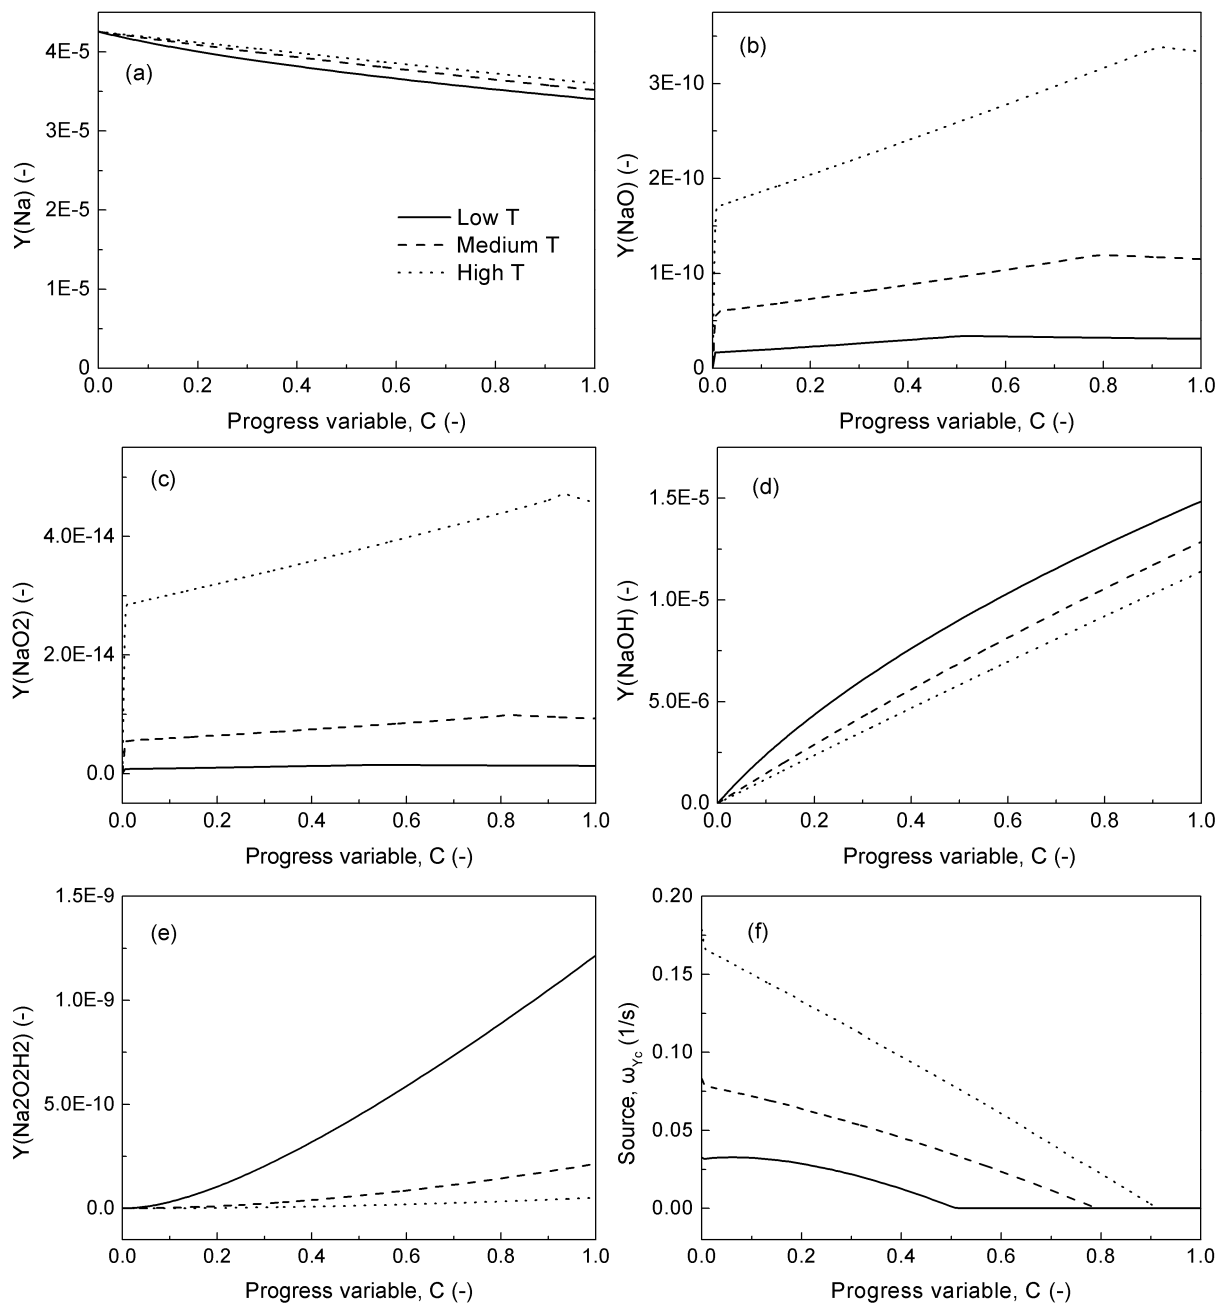 4E-5
3E-5
2E-5
1E-5
0
Y(Na) (-)
(a)
Low T
Medium T
High T
0.0 0.2 0.4 0.6 0.8 1.0
Progress variable, C (-)
3E-10
2E-10
1E-10
0
Y(NaO) (-)
(b)
0.0 0.2 0.4 0.6 0.8 1.0
Progress variable, C (-)
4.0E-14
2.0E-14
0.0
Y(NaO2) (-)
(c)
0.0 0.2 0.4 0.6 0.8 1.0
Progress variable, C (-)
1.5E-5
1.0E-5
5.0E-6
0.0
Y(NaOH) (-)
(d)
0.0 0.2 0.4 0.6 0.8 1.0
Progress variable, C (-)
1.5E-9
1.0E-9
5.0E-10
0.0
Y(Na2O2H2) (-)
(e)
0.0 0.2 0.4 0.6 0.8 1.0
Progress variable, C (-)
0.20
0.15
0.10
0.05
0.00
Source, ω_Yc (1/s)
(f)
0.0 0.2 0.4 0.6 0.8 1.0
Progress variable, C (-)